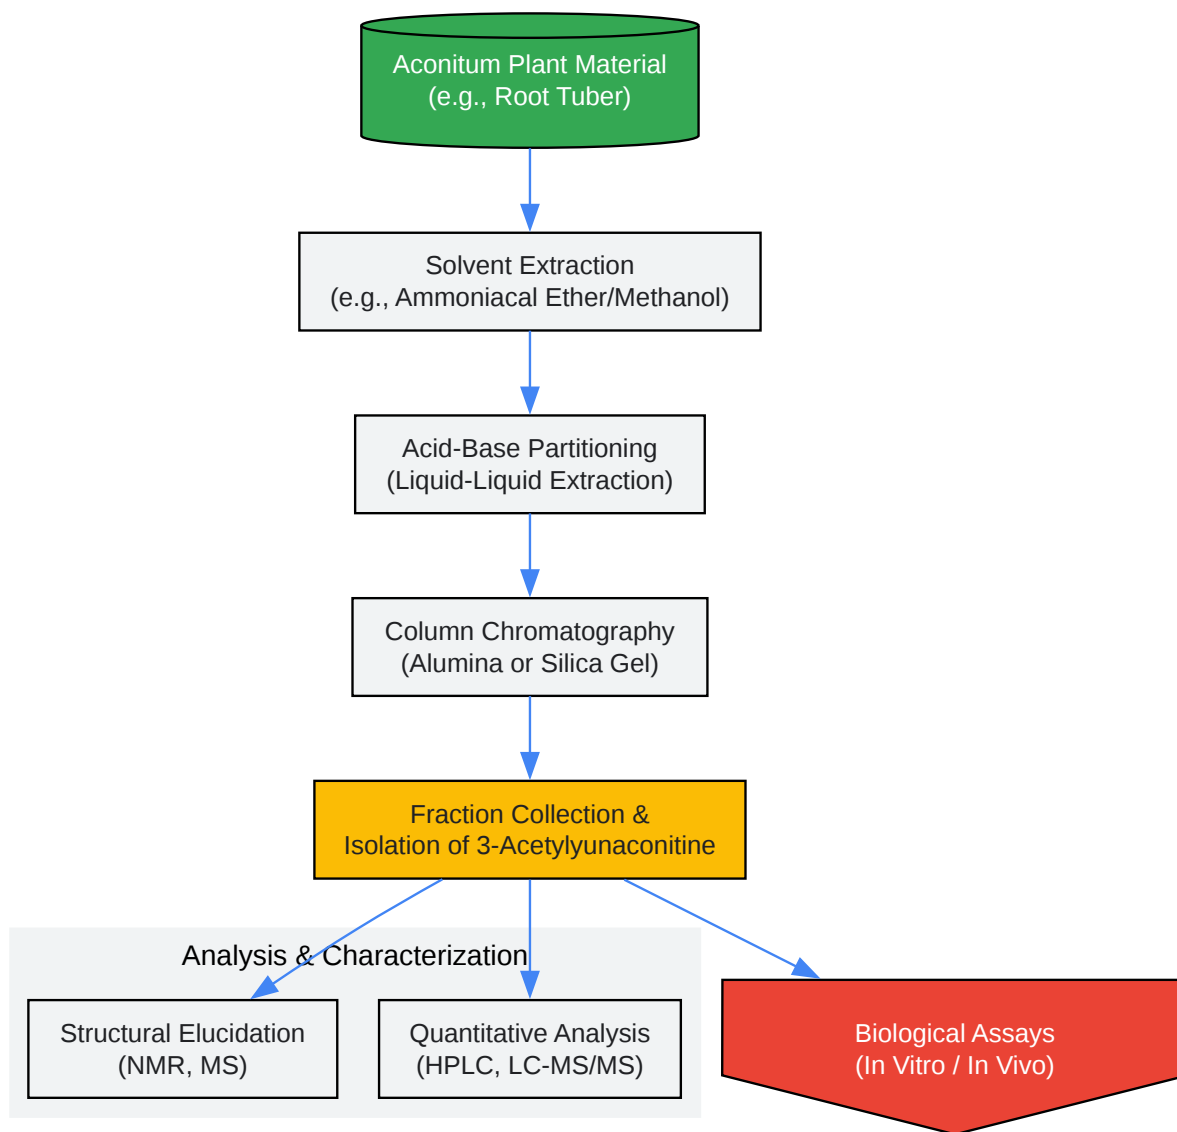 Aconitum Plant Material
(e.g., Root Tuber)
Solvent Extraction
(e.g., Ammoniacal Ether/Methanol)
Acid-Base Partitioning
(Liquid-Liquid Extraction)
Column Chromatography
(Alumina or Silica Gel)
Fraction Collection &
Isolation of 3-Acetylyunaconitine
Analysis & Characterization
Structural Elucidation
(NMR, MS)
Quantitative Analysis
(HPLC, LC-MS/MS)
Biological Assays
(In Vitro / In Vivo)